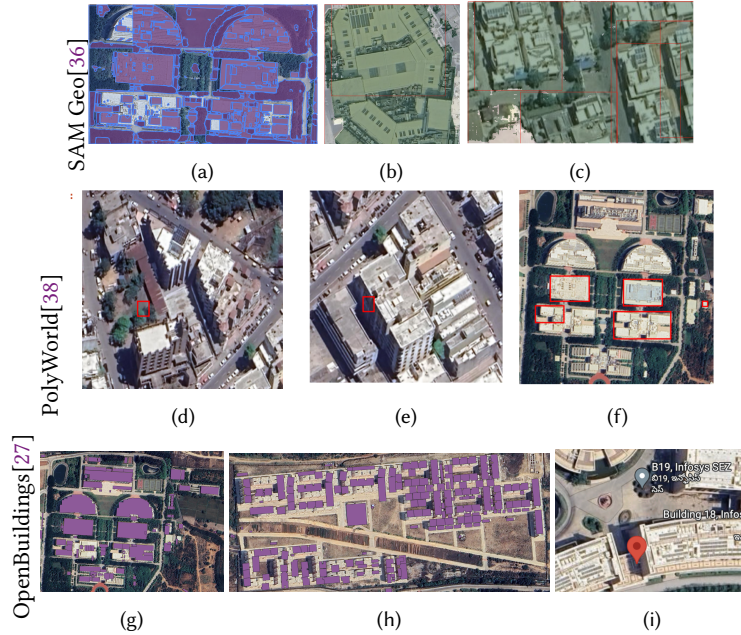 SAM Geo[36]
(a)
(b)
(c)
PolyWorld[38]
(d)
(e)
(f)
OpenBuildings[27]
B19, Infosys SEZ
Building 18, Infos
(g)
(h)
(i)